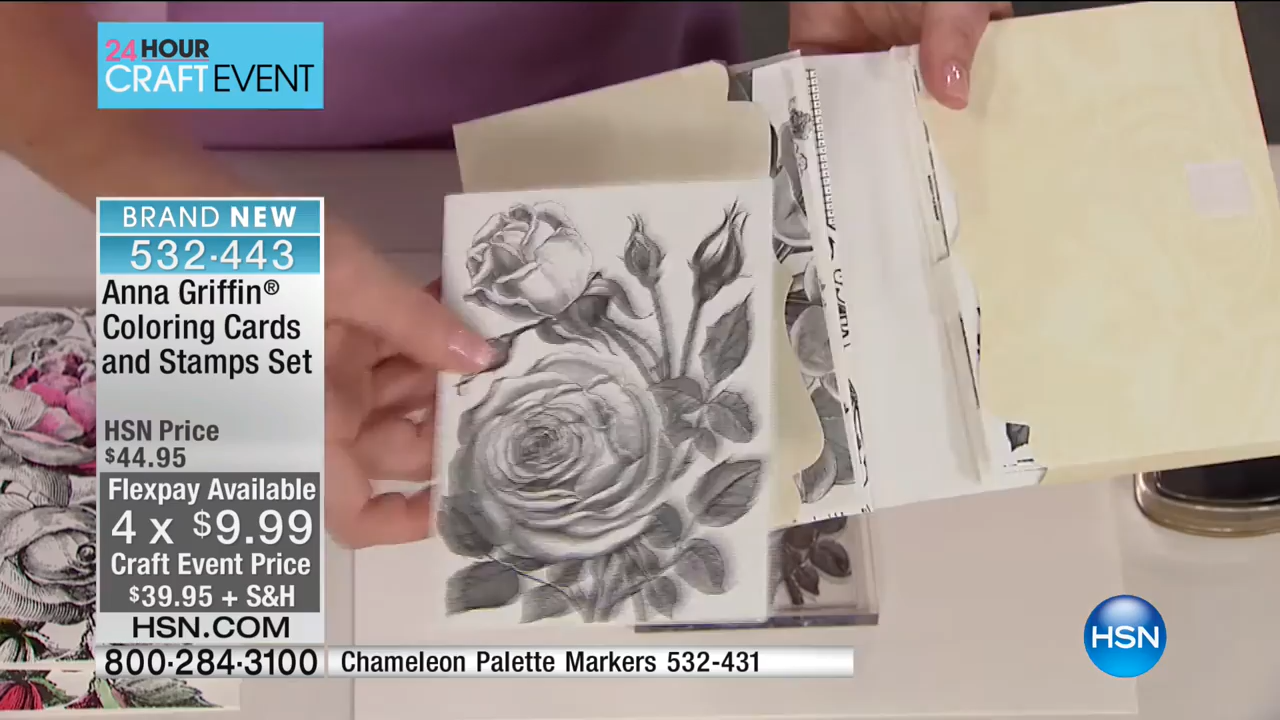 24 HOUR
CRAFT EVENT
BRAND NEW
532-443
Anna Griffin®
Coloring Cards
and Stamps Set
HSN Price
$44.95
Flexpay Available
4 x $9.99
Craft Event Price
$39.95 + S&H
HSN.COM
800-284-3100
Chameleon Palette Markers 532-431
HSN